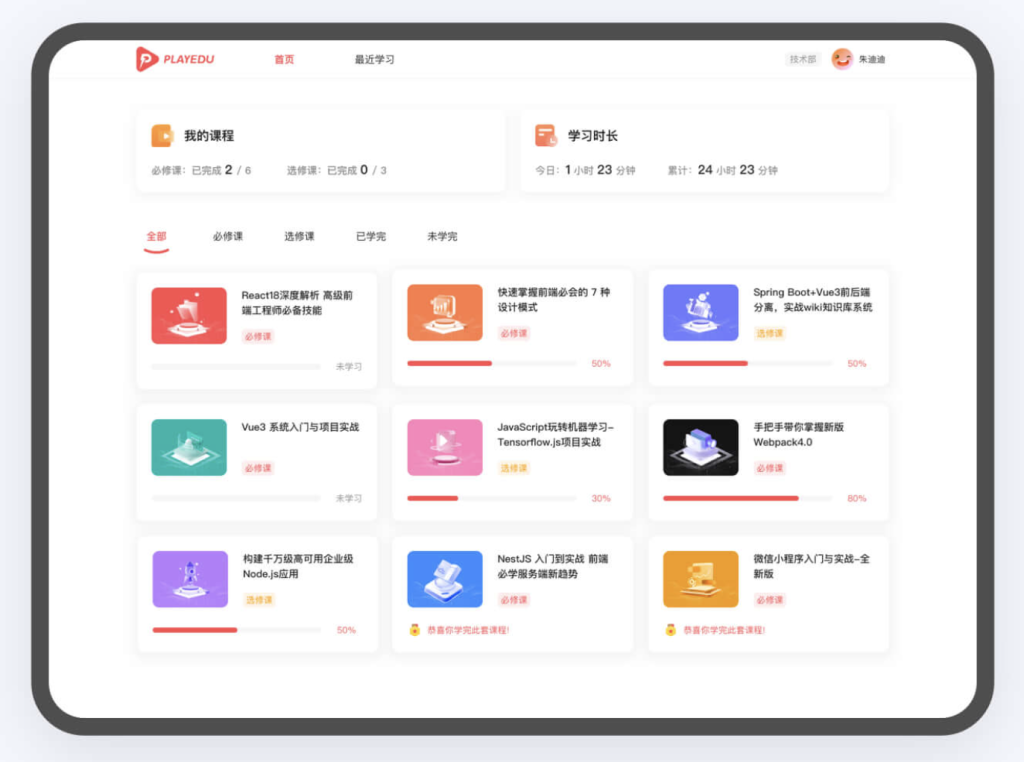 PLAYEDU 首页 最近学习 技术部 朱迪迪
我的课程
必修课: 已完成 2 / 6 选修课: 已完成 0 / 3
学习时长
今日: 1 小时 23 分钟 累计: 24 小时 23 分钟
全部 必修课 选修课 已学完 未学完
React18深度解析 高级前
端工程师必备技能
必修课
未学习
快速掌握前端必会的 7 种
设计模式
必修课
50%
Spring Boot+Vue3前后端
分离，实战wiki知识库系统
选修课
50%
Vue3 系统入门与项目实战
必修课
未学习
JavaScript玩转机器学习-
Tensorflow.js项目实战
选修课
30%
手把手带你掌握新版
Webpack4.0
必修课
80%
构建千万级高可用企业级
Node.js应用
选修课
50%
NestJS 入门到实战 前端
必学服务端新趋势
必修课
恭喜你学完此套课程!
微信小程序入门与实战-全
新版
必修课
恭喜你学完此套课程!